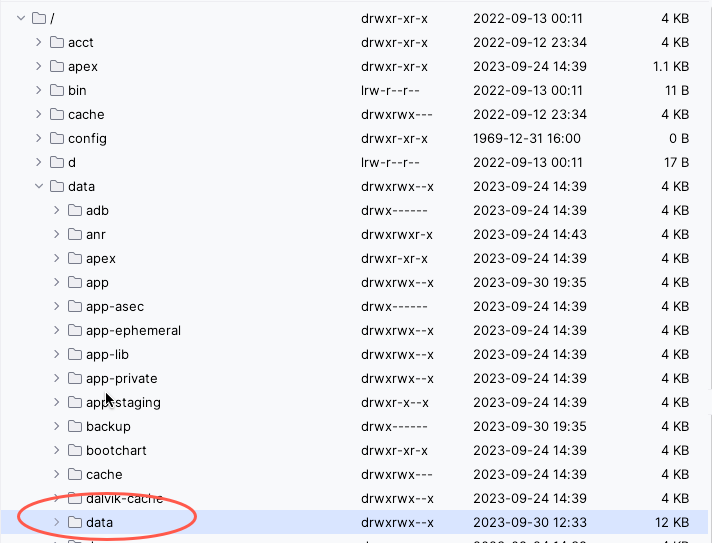 / drwxr-xr-x 2022-09-13 00:11 4 KB
acct drwxr-xr-x 2022-09-12 23:34 4 KB
apex drwxr-xr-x 2023-09-24 14:39 1.1 KB
bin lrw-r--r-- 2022-09-13 00:11 11 B
cache drwxrwx--- 2022-09-12 23:34 4 KB
config drwxr-xr-x 1969-12-31 16:00 0 B
d lrw-r--r-- 2022-09-13 00:11 17 B
data drwxrwx--x 2023-09-24 14:39 4 KB
adb drwx------ 2023-09-24 14:39 4 KB
anr drwxrwxr-x 2023-09-24 14:43 4 KB
apex drwxr-xr-x 2023-09-24 14:39 4 KB
app drwxrwx--x 2023-09-30 19:35 4 KB
app-asec drwx------ 2023-09-24 14:39 4 KB
app-ephemeral drwxrwx--x 2023-09-24 14:39 4 KB
app-lib drwxrwx--x 2023-09-24 14:39 4 KB
app-private drwxrwx--x 2023-09-24 14:39 4 KB
app-staging drwxr-x--x 2023-09-24 14:39 4 KB
backup drwx------ 2023-09-30 19:35 4 KB
bootchart drwxr-xr-x 2023-09-24 14:39 4 KB
cache drwxrwx--- 2023-09-24 14:39 4 KB
dalvik-cache drwxrwx--x 2023-09-24 14:39 4 KB
data drwxrwx--x 2023-09-30 12:33 12 KB